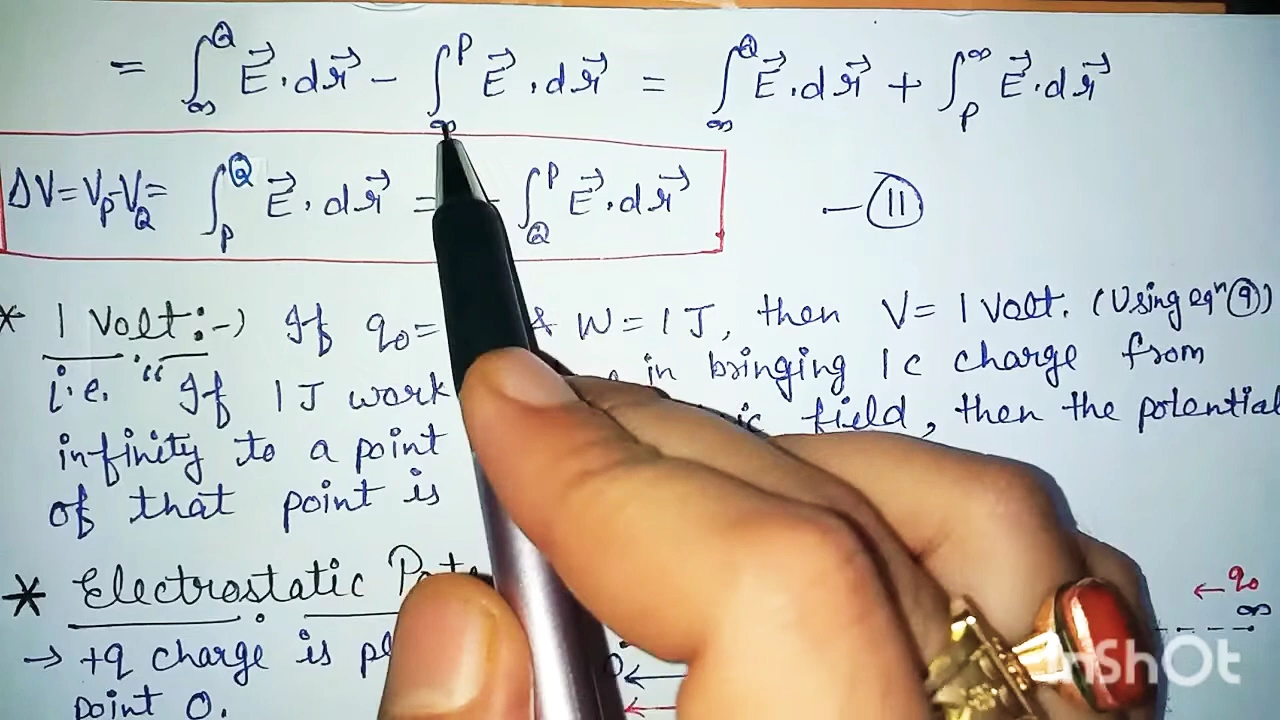 = ∫_∞^Q E⃗ . dr⃗ - ∫_∞^P E⃗ . dr⃗ = ∫_∞^Q E⃗ . dr⃗ + ∫_P^∞ E⃗ . dr⃗
ΔV = V_P - V_Q = ∫_P^Q E⃗ . dr⃗ = - ∫_Q^P E⃗ . dr⃗ - ⑪
* 1 Volt :-) If q₀ = & W = 1 J, then V = 1 Volt. (Using eqⁿ ⑨)
i.e. " If 1 J work in bringing 1 C charge from
infinity to a point field, then the potential
of that point is
* Electrostatic
→ +q charge is
← q₀
∞
point O.
InShOt